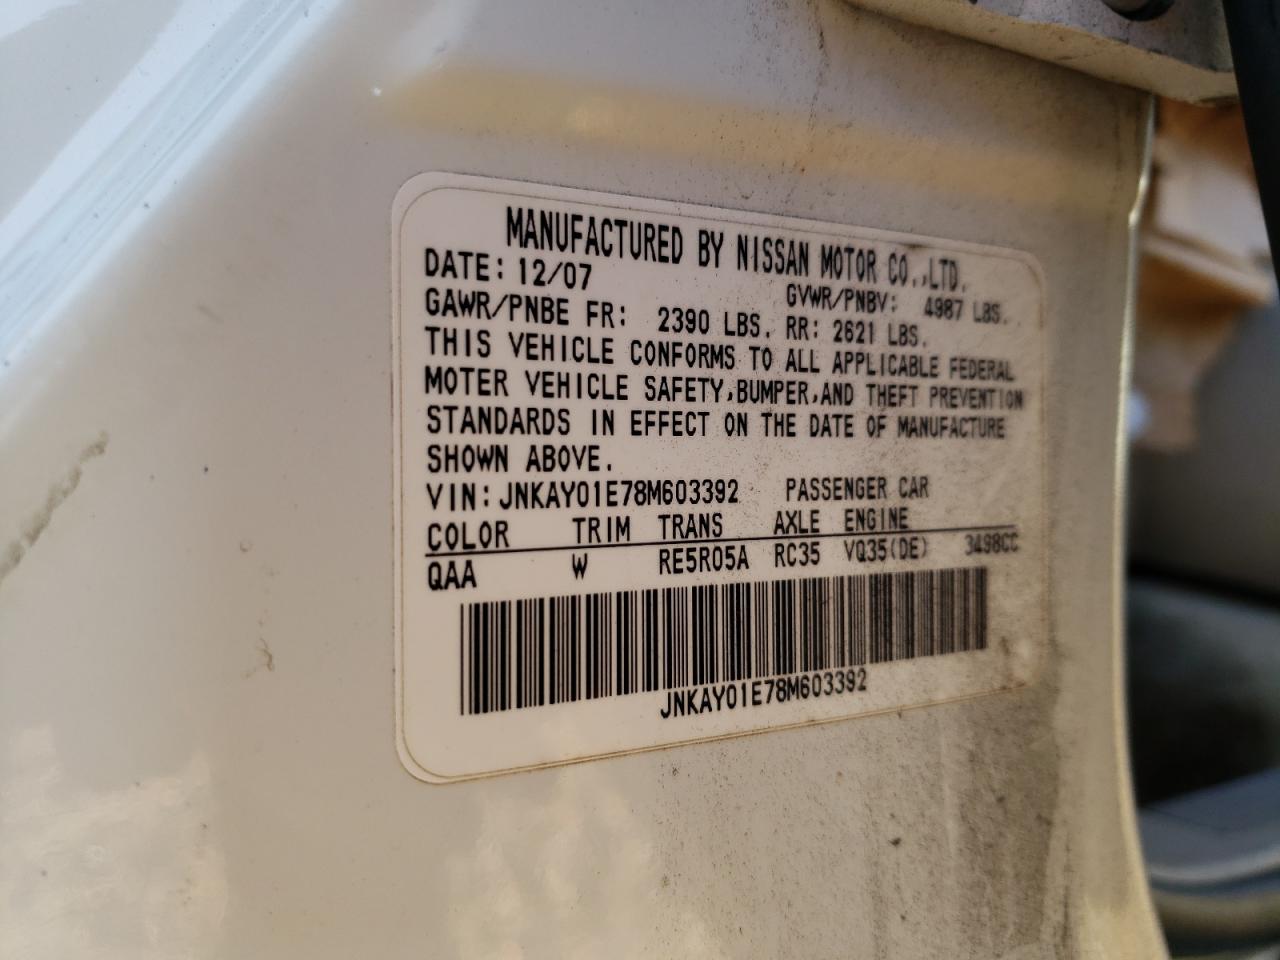 MANUFACTURED BY NISSAN MOTOR CO.,LTD.
DATE: 12/07 GVWR/PNBV: 4987 LBS.
GAWR/PNBE FR: 2390 LBS. RR: 2621 LBS.
THIS VEHICLE CONFORMS TO ALL APPLICABLE FEDERAL
MOTER VEHICLE SAFETY,BUMPER,AND THEFT PREVENTION
STANDARDS IN EFFECT ON THE DATE OF MANUFACTURE
SHOWN ABOVE.
VIN: JNKAY01E78M603392 PASSENGER CAR
COLOR TRIM TRANS AXLE ENGINE
QAA W RE5R05A RC35 VQ35(DE) 3498CC
JNKAY01E78M603392